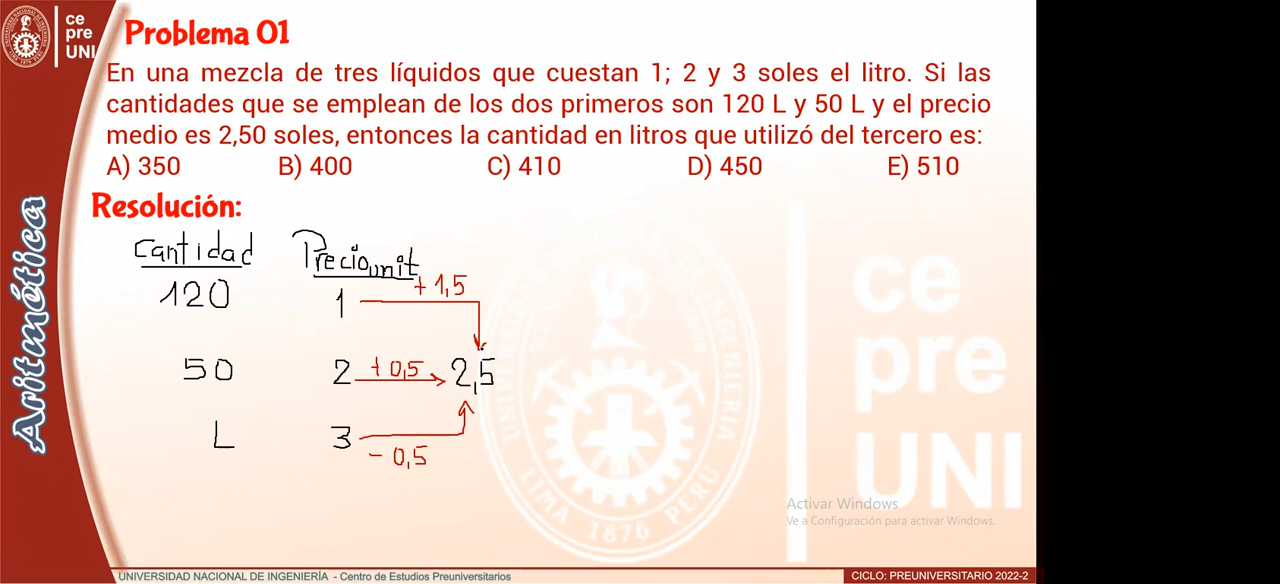 ce
pre
UNI
Problema 01
En una mezcla de tres líquidos que cuestan 1; 2 y 3 soles el litro. Si las
cantidades que se emplean de los dos primeros son 120 L y 50 L y el precio
medio es 2,50 soles, entonces la cantidad en litros que utilizó del tercero es:
A) 350 B) 400 C) 410 D) 450 E) 510
Resolución:
Cantidad Precio unit
+ 1,5
120 1
50 2 + 0,5 2,5
L 3
- 0,5
Aritmética
ce
pre
UNI
LIMA 1876 PERU
Activar Windows
Ve a Configuración para activar Windows.
UNIVERSIDAD NACIONAL DE INGENIERÍA - Centro de Estudios Preuniversitarios CICLO: PREUNIVERSITARIO 2022-2